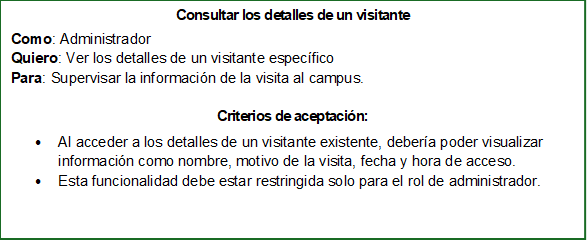 Consultar los detalles de un visitante
Como: Administrador
Quiero: Ver los detalles de un visitante específico
Para: Supervisar la información de la visita al campus.
Criterios de aceptación:
• Al acceder a los detalles de un visitante existente, debería poder visualizar
información como nombre, motivo de la visita, fecha y hora de acceso.
• Esta funcionalidad debe estar restringida solo para el rol de administrador.